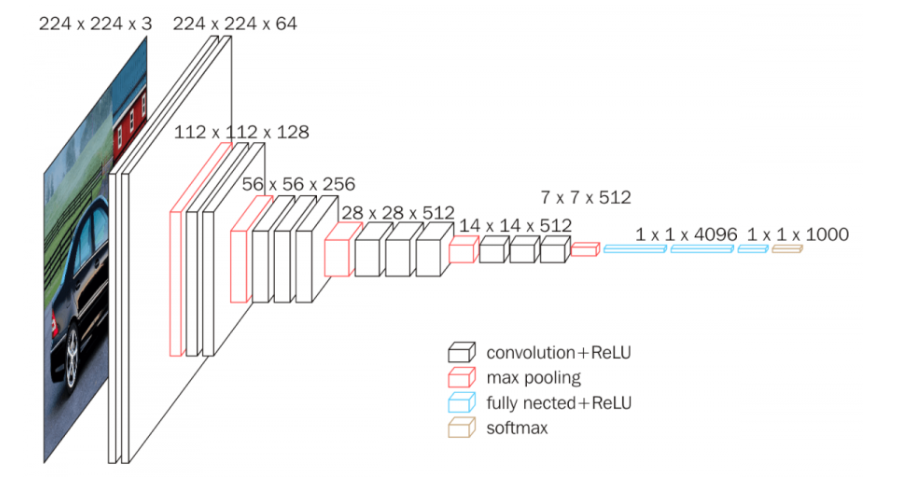 224 x 224 x 3
224 x 224 x 64
112 x 112 x 128
56 x 56 x 256
28 x 28 x 512
14 x 14 x 512
7 x 7 x 512
1 x 1 x 4096
1 x 1 x 1000
convolution+ReLU
max pooling
fully nected+ReLU
softmax